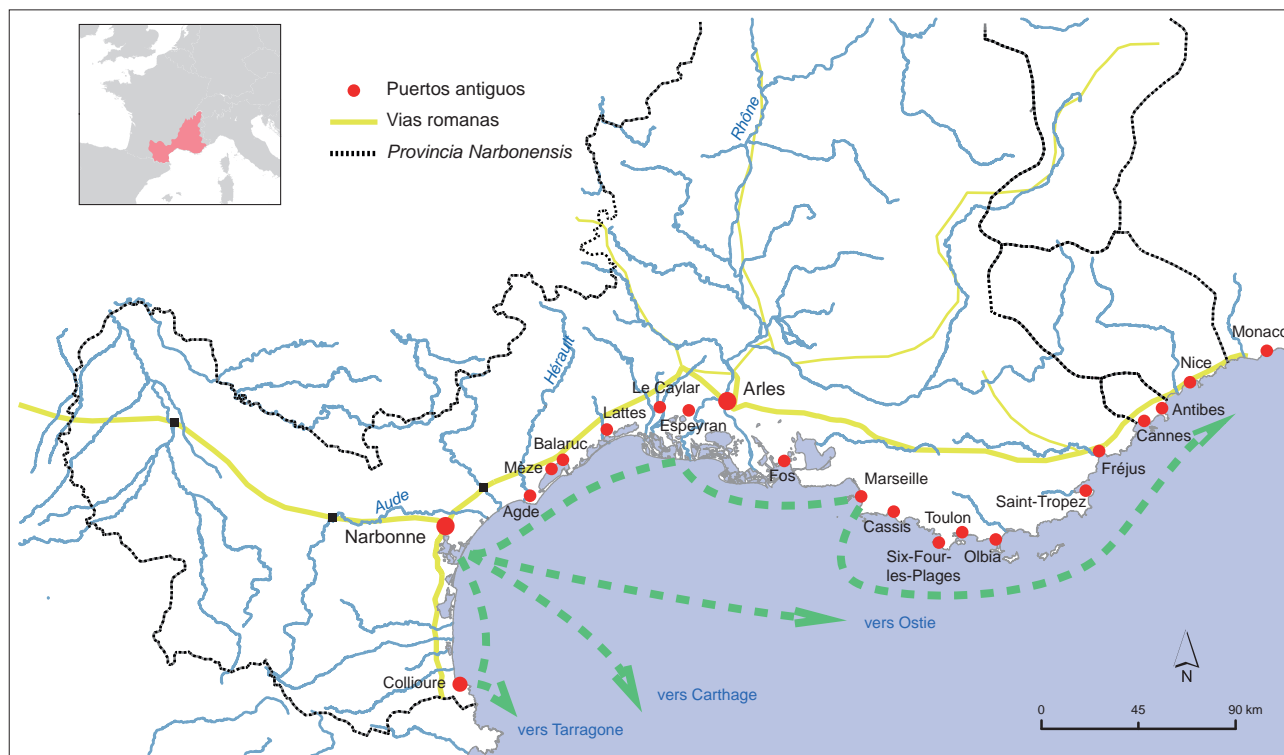 Puertos antiguos
Vias romanas
Provincia Narbonensis
Rhône
Hérault
Aude
Monaco
Nice
Antibes
Cannes
Fréjus
Saint-Tropez
Le Caylar
Arles
Espeyran
Lattes
Balaruc
Mèze
Agde
Fos
Marseille
Cassis
Toulon
Six-Four-
les-Plages
Olbia
Narbonne
Collioure
vers Ostie
vers Carthage
vers Tarragone
N
0 45 90 km